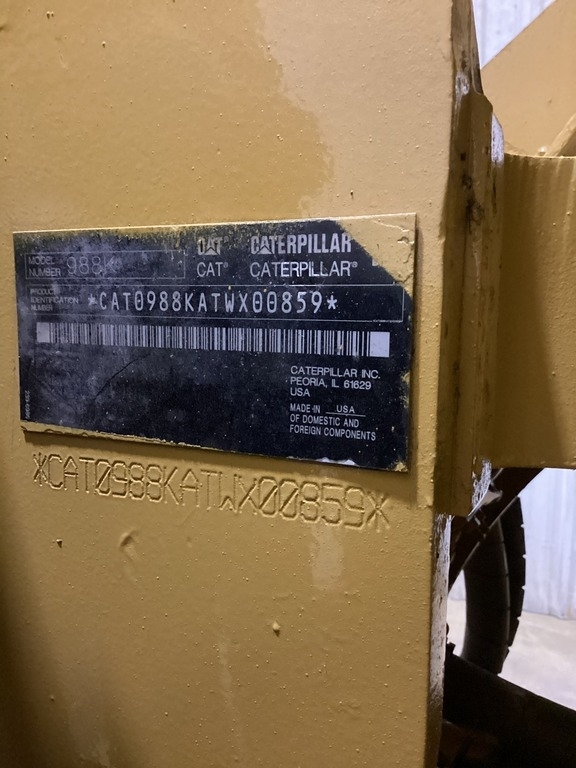 CAT CATERPILLAR
MODEL NUMBER 988K CAT® CATERPILLAR®
PRODUCT IDENTIFICATION NUMBER *CAT0988KATWX00859*
CATERPILLAR INC.
PEORIA, IL 61629
USA
MADE IN USA
OF DOMESTIC AND
FOREIGN COMPONENTS
*CAT0988KATWX00859*